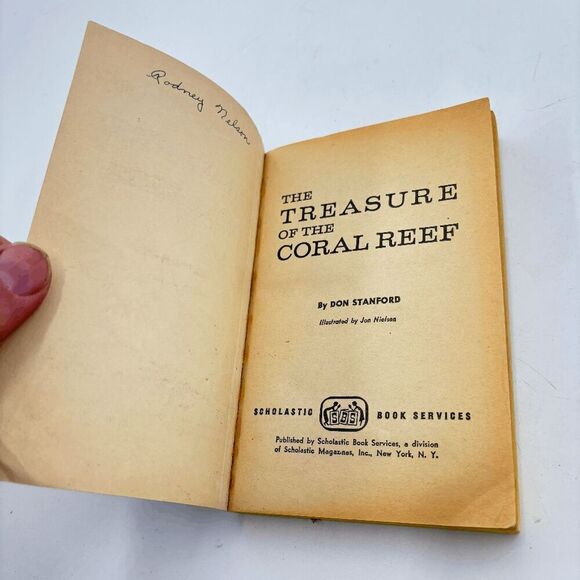 Rodney Nelson
THE
TREASURE
OF THE
CORAL REEF
By DON STANFORD
Illustrated by Jon Nielsen
SCHOLASTIC SBS BOOK SERVICES
Published by Scholastic Book Services, a division
of Scholastic Magazines, Inc., New York, N. Y.